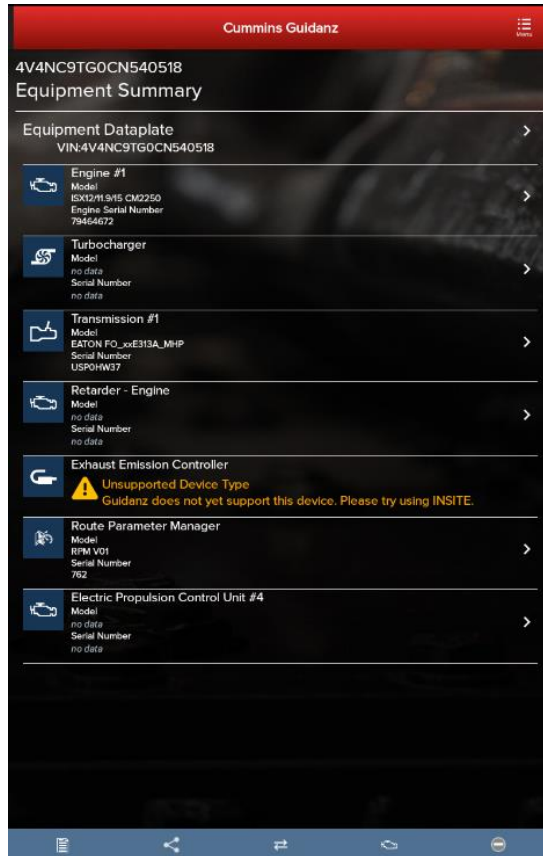 Cummins Guidanz
Menu
4V4NC9TG0CN540518
Equipment Summary
Equipment Dataplate
VIN:4V4NC9TG0CN540518
Engine #1
Model
ISX12/11.9/15 CM2250
Engine Serial Number
79464672
Turbocharger
Model
no data
Serial Number
no data
Transmission #1
Model
EATON FO_xxE313A_MHP
Serial Number
USP0HW37
Retarder - Engine
Model
no data
Serial Number
no data
Exhaust Emission Controller
Unsupported Device Type
Guidanz does not yet support this device. Please try using INSITE.
Route Parameter Manager
Model
RPM V01
Serial Number
762
Electric Propulsion Control Unit #4
Model
no data
Serial Number
no data